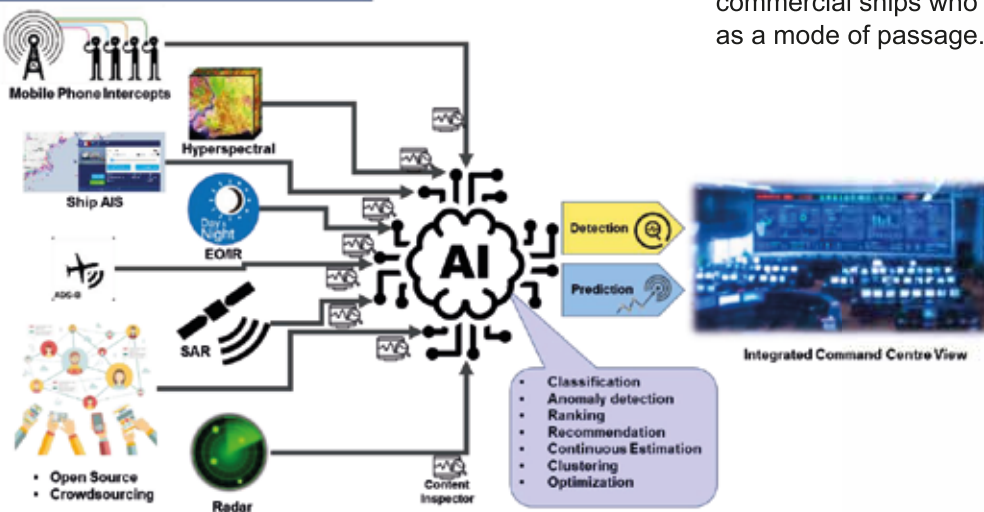 commercial ships who
as a mode of passage.
Mobile Phone Intercepts
Hyperspectral
Ship AIS
Day
Night
EO/IR
ADS-B
SAR
AI
Detection
Prediction
Integrated Command Centre View
• Classification
• Anomaly detection
• Ranking
• Recommendation
• Continuous Estimation
• Clustering
• Optimization
• Open Source
• Crowdsourcing
Radar
Content
Inspector